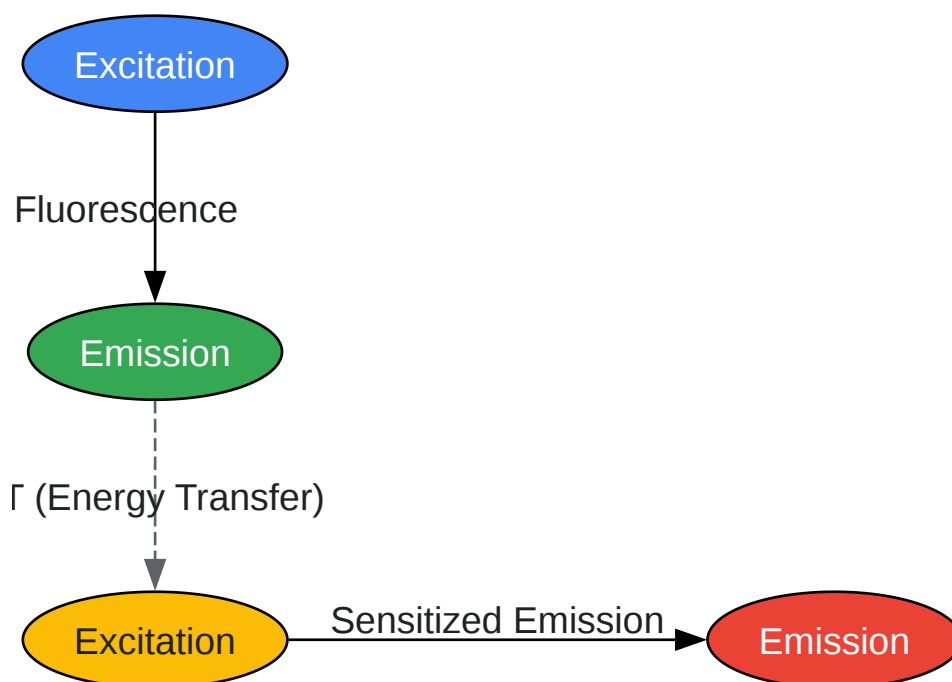 Excitation
Fluorescence
Emission
T (Energy Transfer)
Excitation
Sensitized Emission
Emission